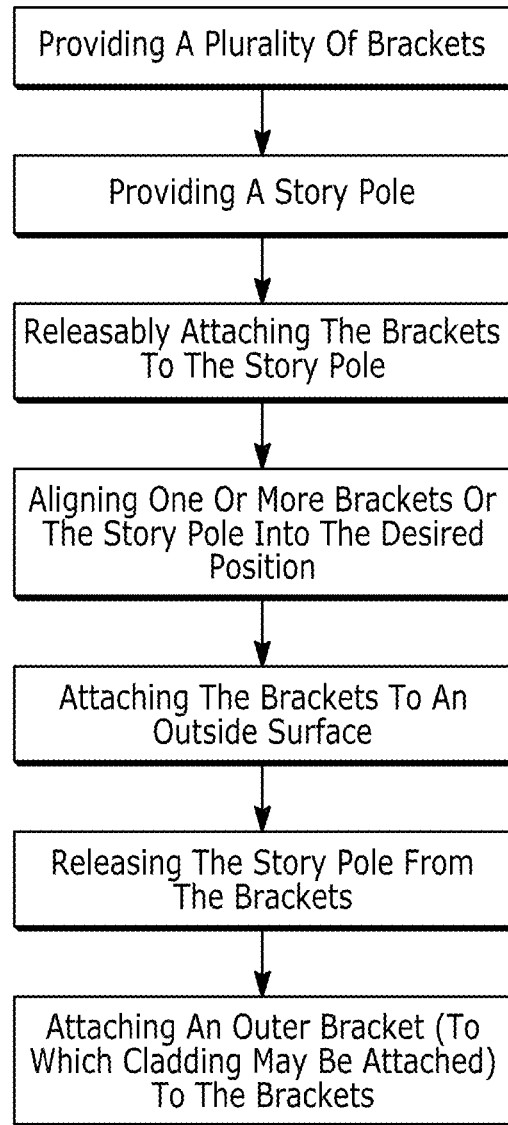 Providing A Plurality Of Brackets
Providing A Story Pole
Releasably Attaching The Brackets
To The Story Pole
Aligning One Or More Brackets Or
The Story Pole Into The Desired
Position
Attaching The Brackets To An
Outside Surface
Releasing The Story Pole From
The Brackets
Attaching An Outer Bracket (To
Which Cladding May Be Attached)
To The Brackets